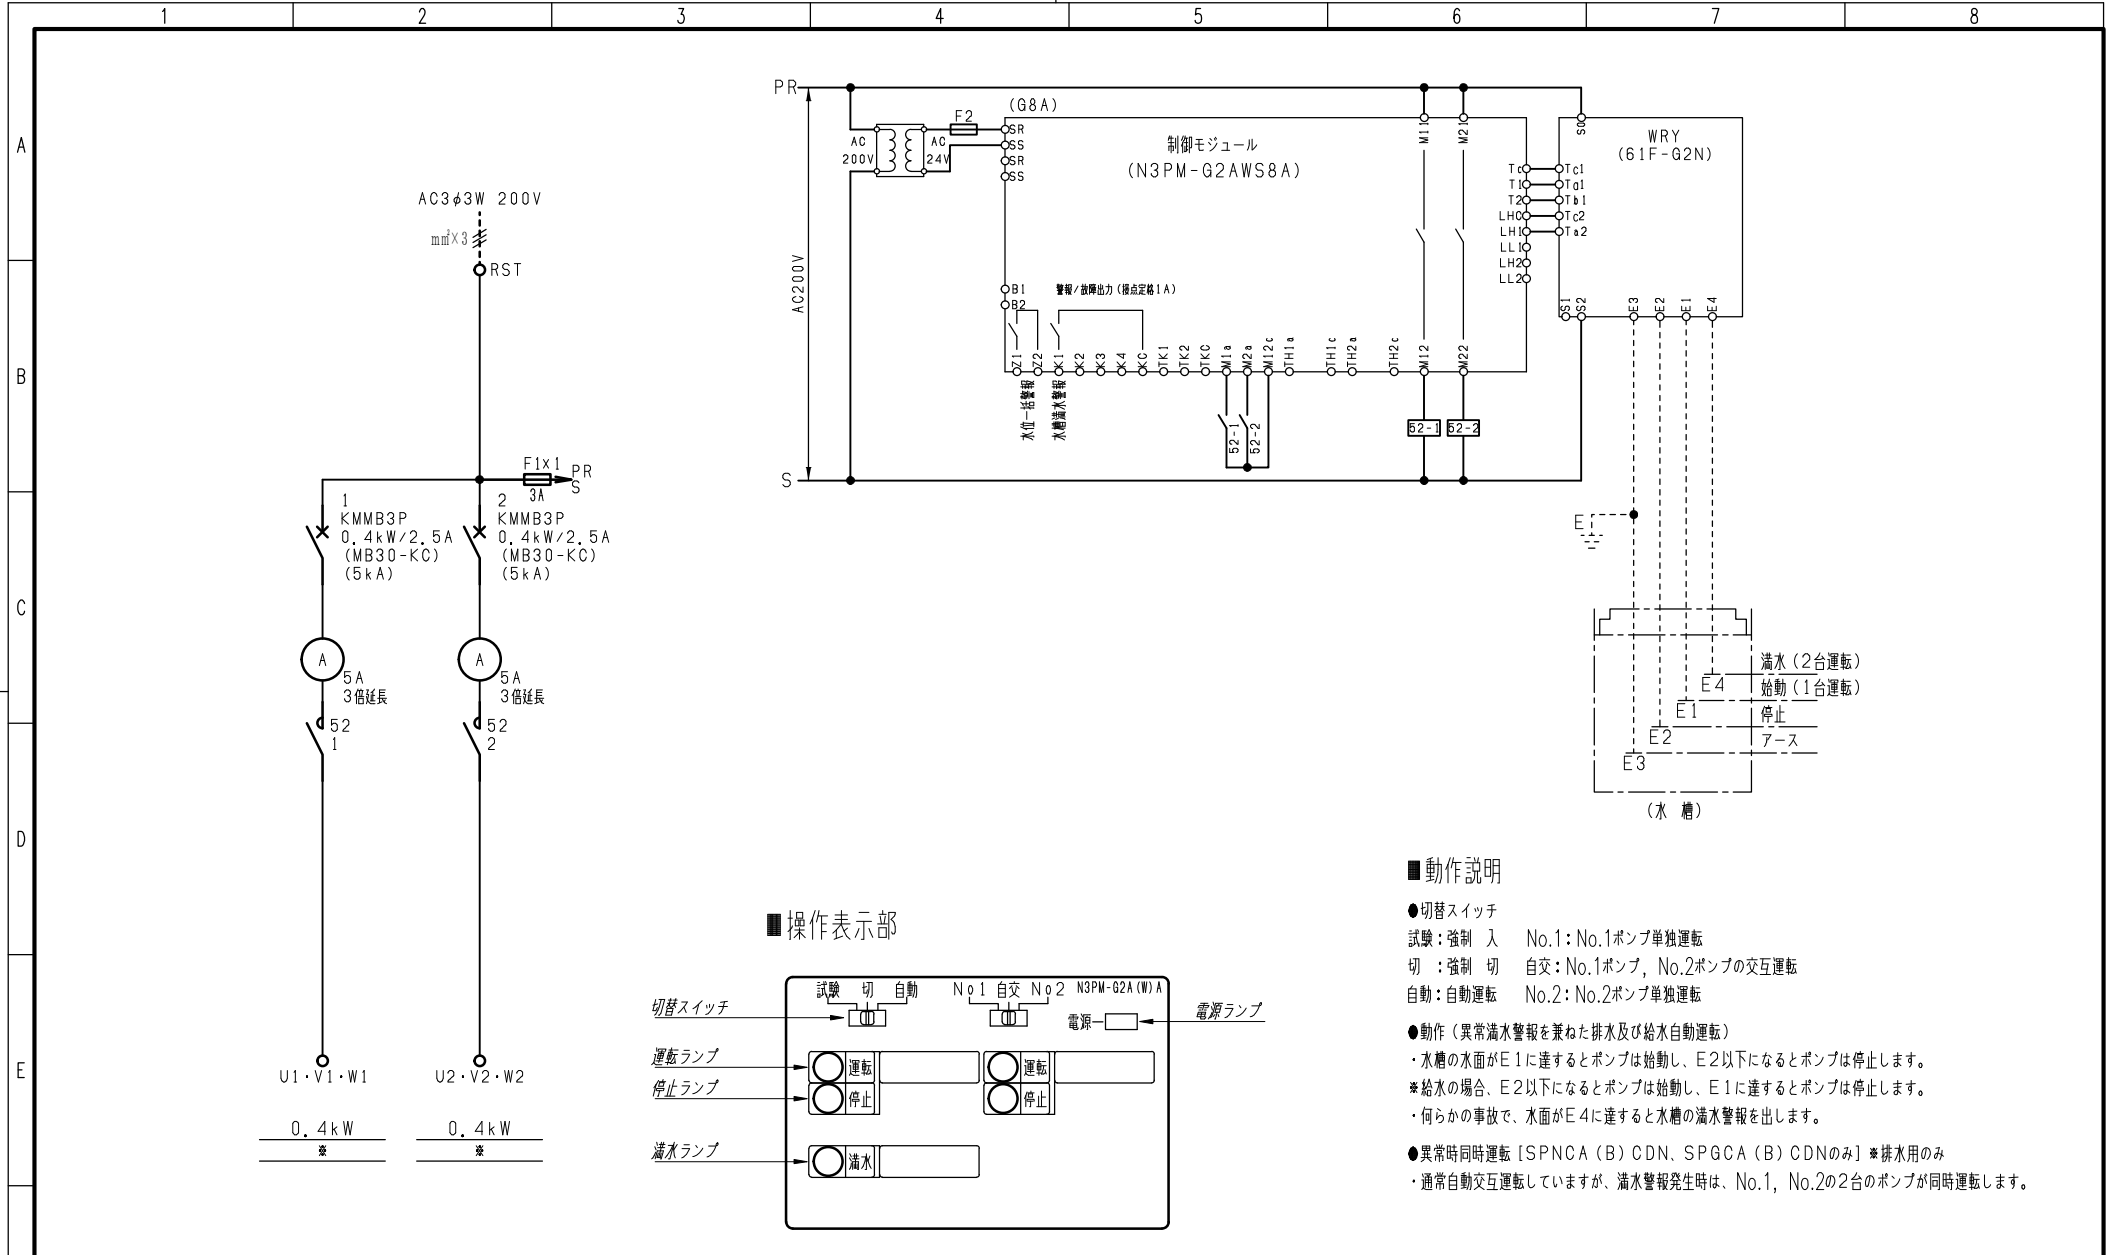 1 2 3 4 5 6 7 8
A
B
C
D
E
AC3φ3W 200V
mm²×3
RST
F1x1
3A
PR
S
1
KMMB3P
0.4kW/2.5A
(MB30-KC)
(5kA)
2
KMMB3P
0.4kW/2.5A
(MB30-KC)
(5kA)
A
5A
3倍延長
A
5A
3倍延長
52
1
52
2
U1・V1・W1
U2・V2・W2
0.4kW
※
0.4kW
※
PR
AC200V
S
AC
200V
AC
24V
F2
(G8A)
SR
SS
SR
SS
制御モジュール
(N3PM-G2AWS8A)
M11
M21
Tc
T1
T2
LHC
LH1
LL1
LH2
LL2
B1
B2
警報/故障出力(接点定格1A)
Z1
Z2
K1
K2
K3
K4
KC
TK1
TK2
TKC
M1a
M2a
M12c
TH1a
TH1c
TH2a
TH2c
M12
M22
水位一括警報
水槽満水警報
52-1
52-2
52-1
52-2
WRY
(61F-G2N)
S0
Tc1
Ta1
Tb1
Tc2
Ta2
S1
S2
E3
E2
E1
E4
E
満水(2台運転)
E4
始動(1台運転)
E1
停止
E2
アース
E3
(水 槽)
■操作表示部
試験 切 自動
No1 自交 No2
N3PM-G2A(W)A
切替スイッチ
電源
電源ランプ
運転ランプ
運転
運転
停止ランプ
停止
停止
満水ランプ
満水
■動作説明
●切替スイッチ
試験:強制 入 No.1:No.1ポンプ単独運転
切 :強制 切 自交:No.1ポンプ, No.2ポンプの交互運転
自動:自動運転 No.2:No.2ポンプ単独運転
●動作(異常満水警報を兼ねた排水及び給水自動運転)
・水槽の水面がE1に達するとポンプは始動し、E2以下になるとポンプは停止します。
※給水の場合、E2以下になるとポンプは始動し、E1に達するとポンプは停止します。
・何らかの事故で、水面がE4に達すると水槽の満水警報を出します。
●異常時同時運転[SPNCA(B)CDN、SPGCA(B)CDNのみ]※排水用のみ
・通常自動交互運転していますが、満水警報発生時は、No.1, No.2の2台のポンプが同時運転します。